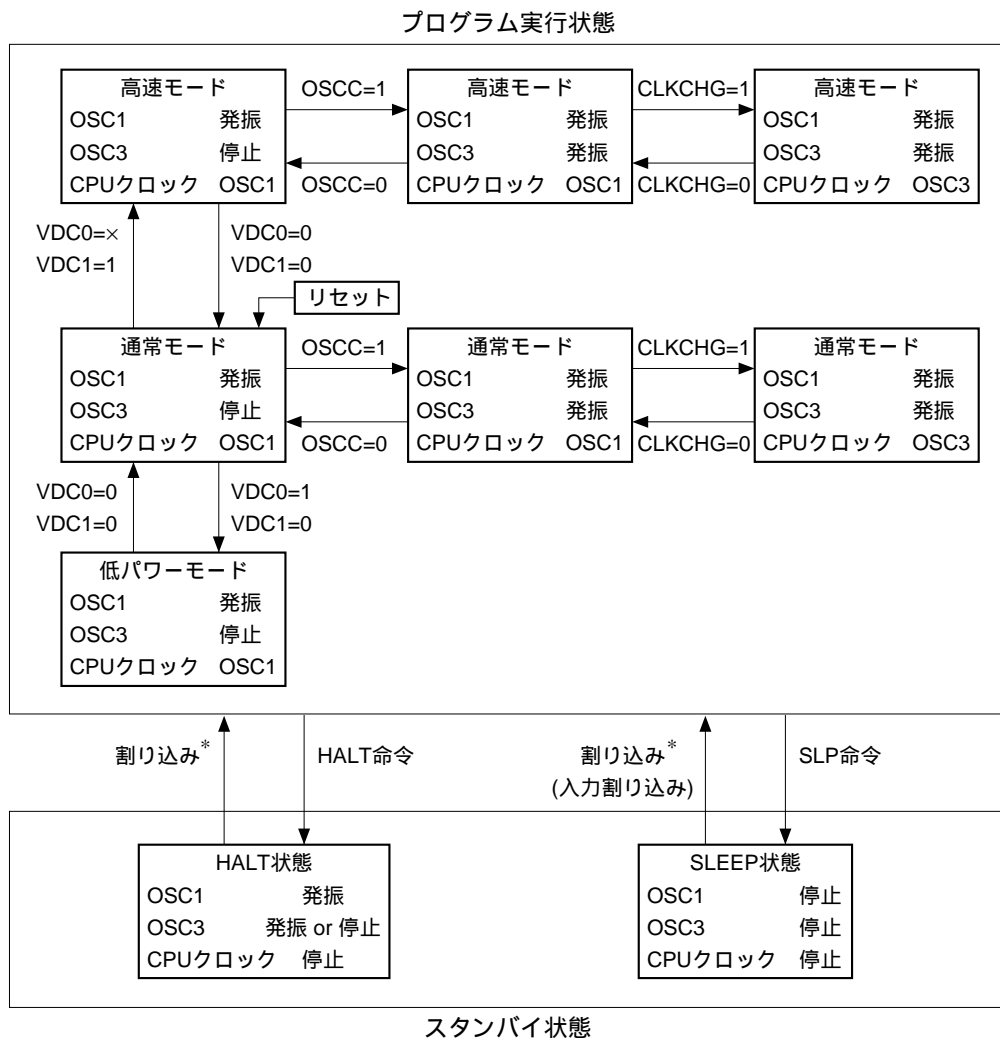 プログラム実行状態
高速モード
OSC1 発振
OSC3 停止
CPUクロック OSC1
OSCC=1
OSCC=0
高速モード
OSC1 発振
OSC3 発振
CPUクロック OSC1
CLKCHG=1
CLKCHG=0
高速モード
OSC1 発振
OSC3 発振
CPUクロック OSC3
VDC0=×
VDC1=1
VDC0=0
VDC1=0
リセット
通常モード
OSC1 発振
OSC3 停止
CPUクロック OSC1
OSCC=1
OSCC=0
通常モード
OSC1 発振
OSC3 発振
CPUクロック OSC1
CLKCHG=1
CLKCHG=0
通常モード
OSC1 発振
OSC3 発振
CPUクロック OSC3
VDC0=0
VDC1=0
VDC0=1
VDC1=0
低パワーモード
OSC1 発振
OSC3 停止
CPUクロック OSC1
割り込み*
HALT命令
割り込み*
(入力割り込み)
SLP命令
HALT状態
OSC1 発振
OSC3 発振 or 停止
CPUクロック 停止
SLEEP状態
OSC1 停止
OSC3 停止
CPUクロック 停止
スタンバイ状態